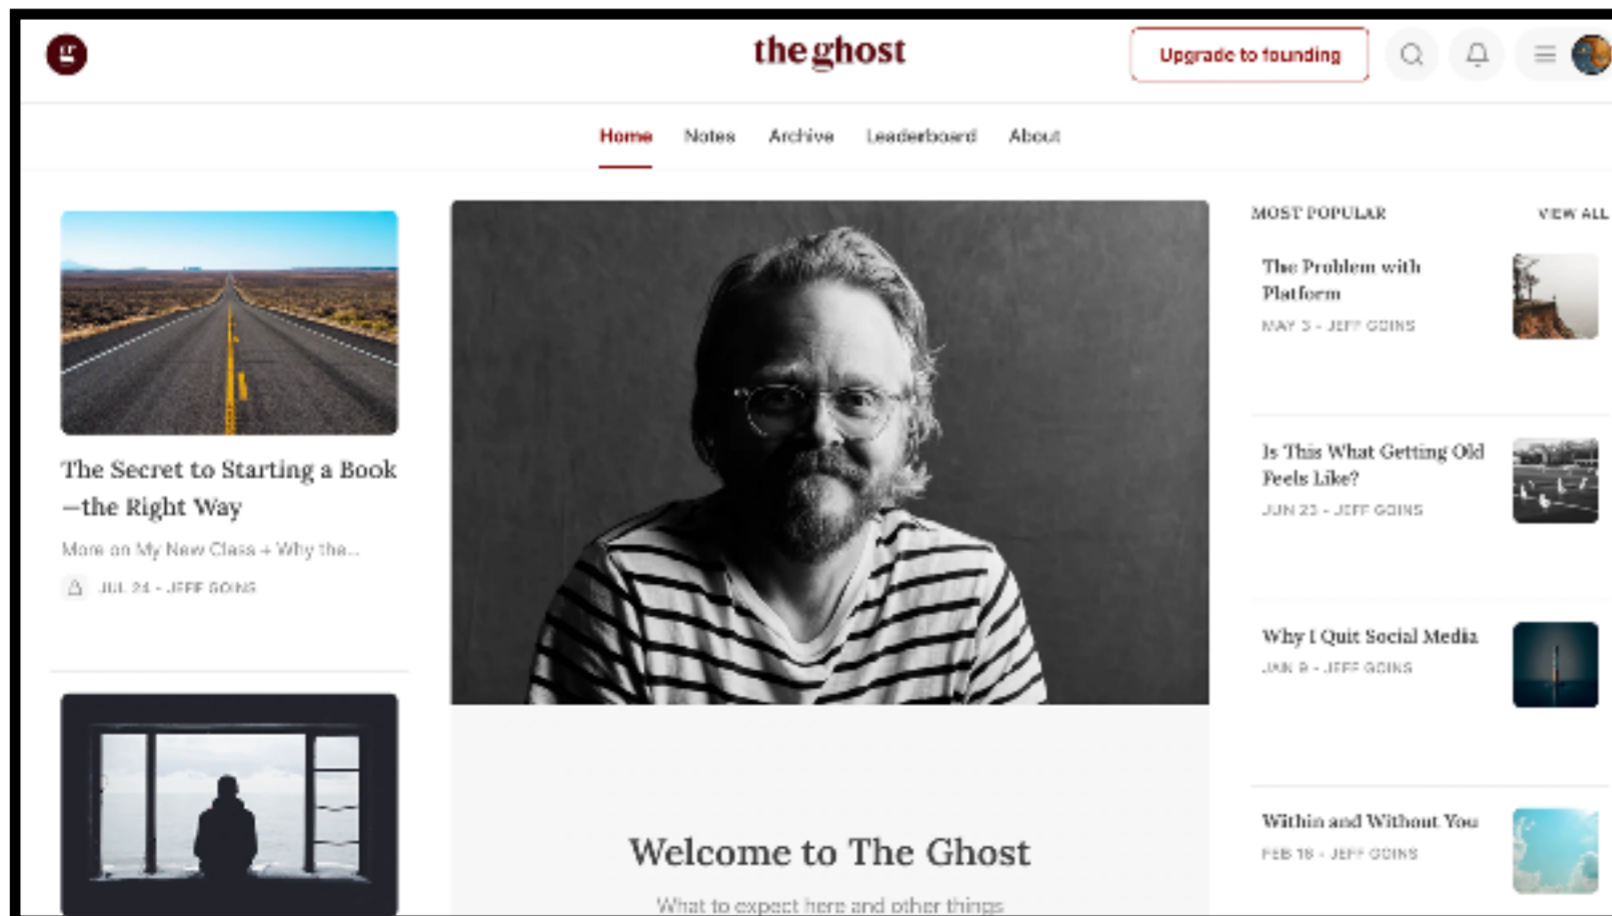 g
the ghost
Upgrade to founding
Home Notes Archive Leaderboard About
The Secret to Starting a Book
—the Right Way
More on My New Class + Why the...
JUL 24 - JEFF GOINS
Welcome to The Ghost
What to expect here and other things
MOST POPULAR VIEW ALL
The Problem with
Platform
MAY 3 - JEFF GOINS
Is This What Getting Old
Feels Like?
JUN 23 - JEFF GOINS
Why I Quit Social Media
JAN 9 - JEFF GOINS
Within and Without You
FEB 16 - JEFF GOINS